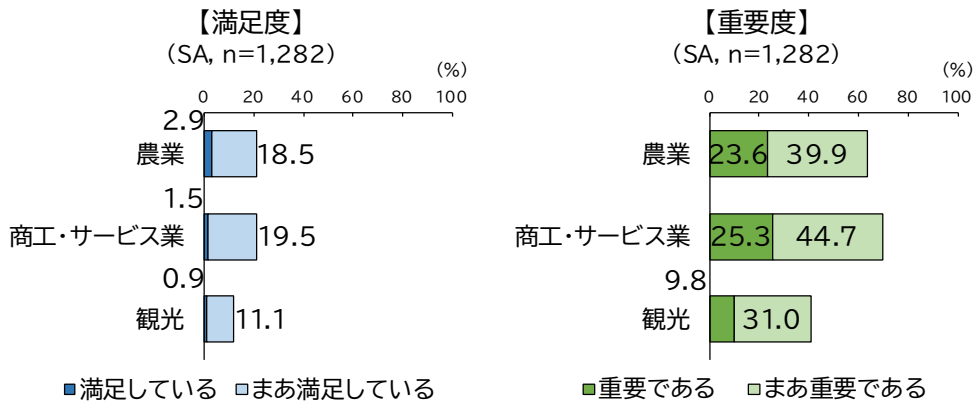 【満足度】
(SA, n=1,282)
(%)
0 20 40 60 80 100
2.9
農業 18.5
1.5
商工・サービス業 19.5
0.9
観光 11.1
■満足している ■まあ満足している
【重要度】
(SA, n=1,282)
(%)
0 20 40 60 80 100
農業 23.6 39.9
商工・サービス業 25.3 44.7
9.8
観光 31.0
■重要である ■まあ重要である